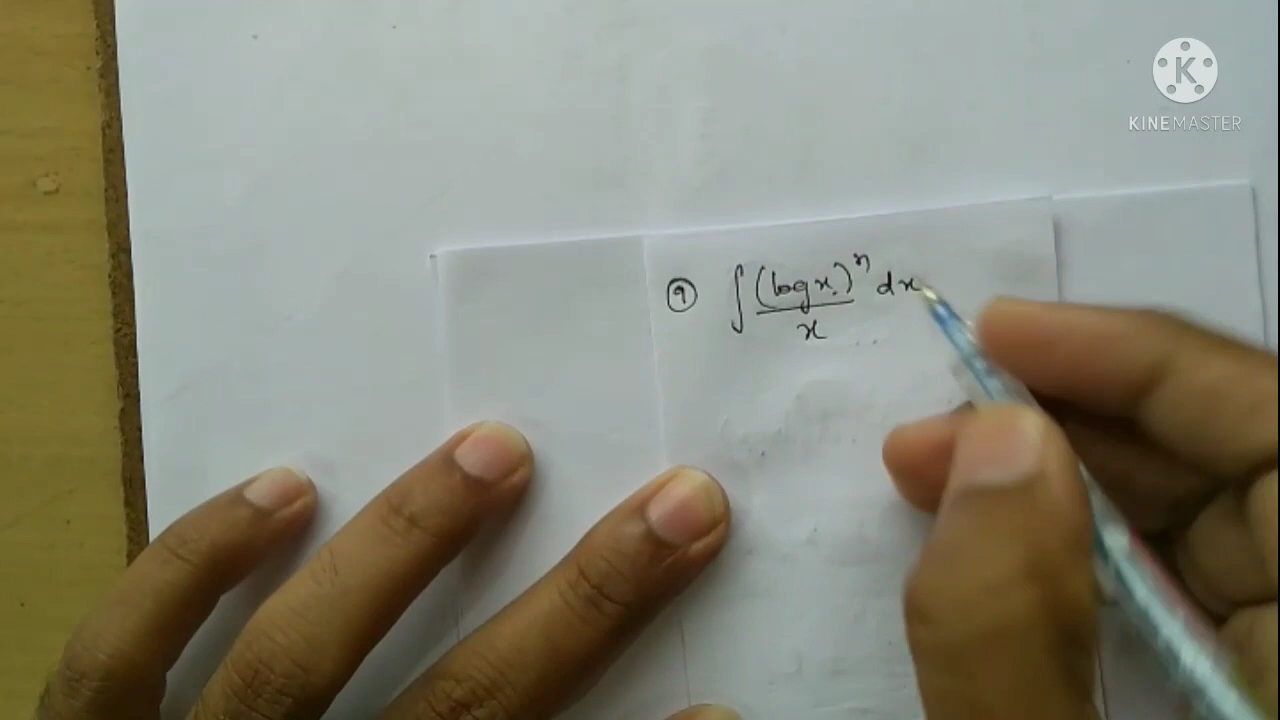 K
KINEMASTER
⑨ ∫ (log x)^n / x dx